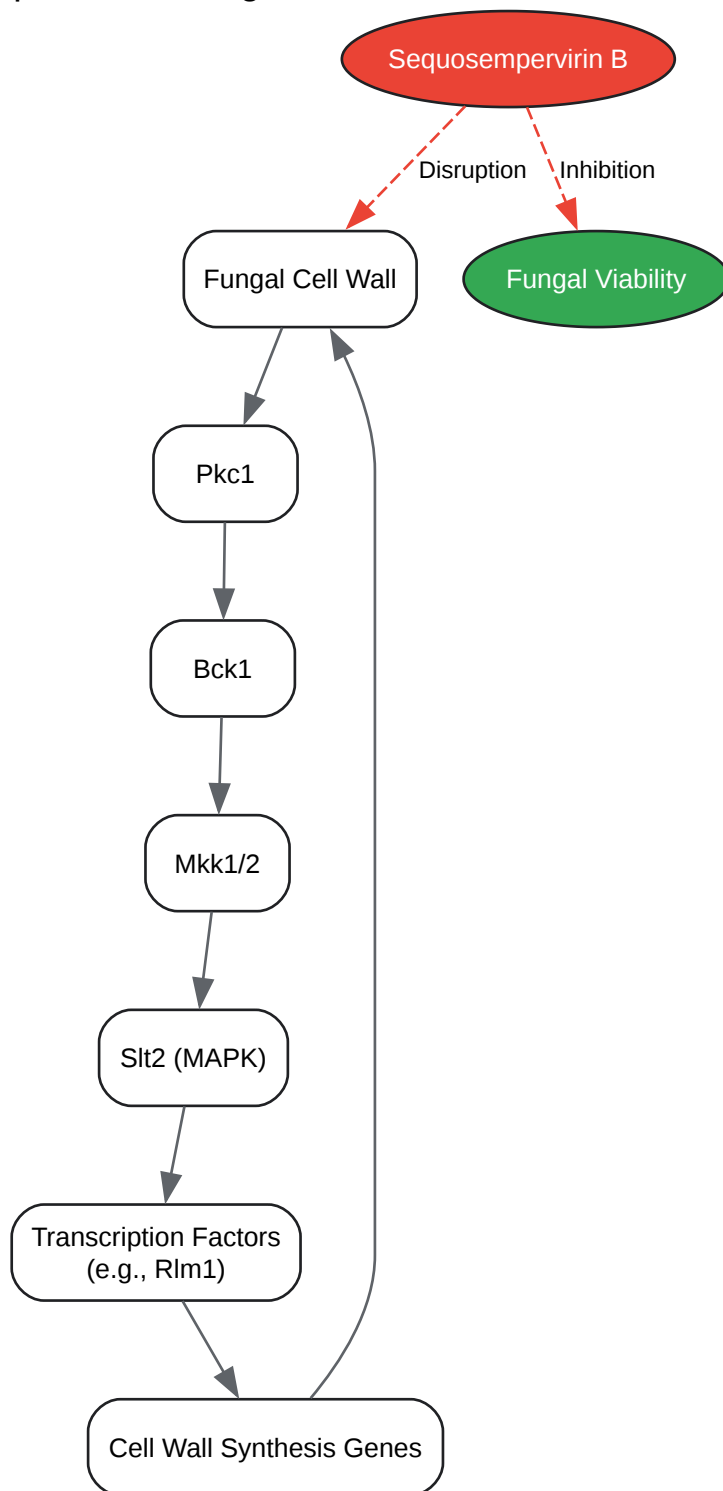 Sequosempervirin B
Disruption
Inhibition
Fungal Cell Wall
Fungal Viability
Pkc1
Bck1
Mkk1/2
Slt2 (MAPK)
Transcription Factors
(e.g., Rlm1)
Cell Wall Synthesis Genes